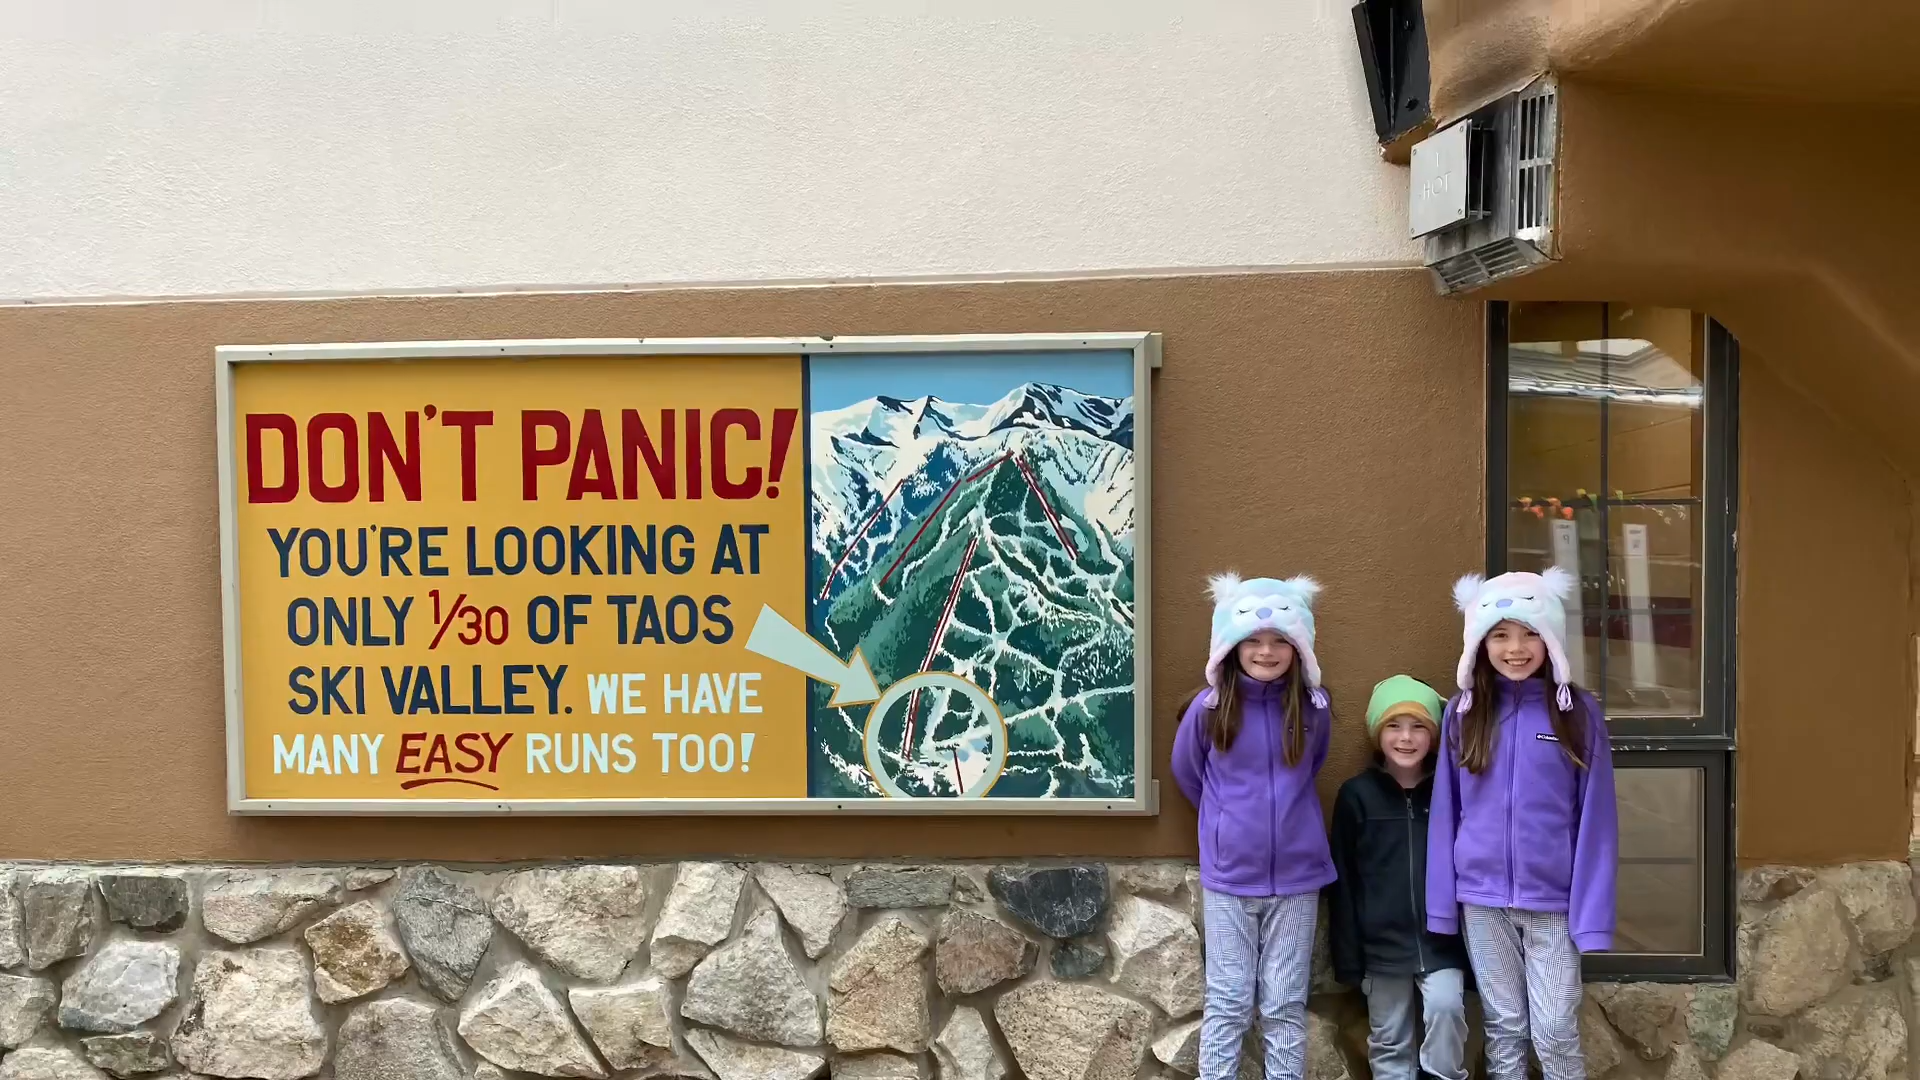 DON'T PANIC!
YOU'RE LOOKING AT
ONLY 1/30 OF TAOS
SKI VALLEY. WE HAVE
MANY EASY RUNS TOO!
HOT
Columbia